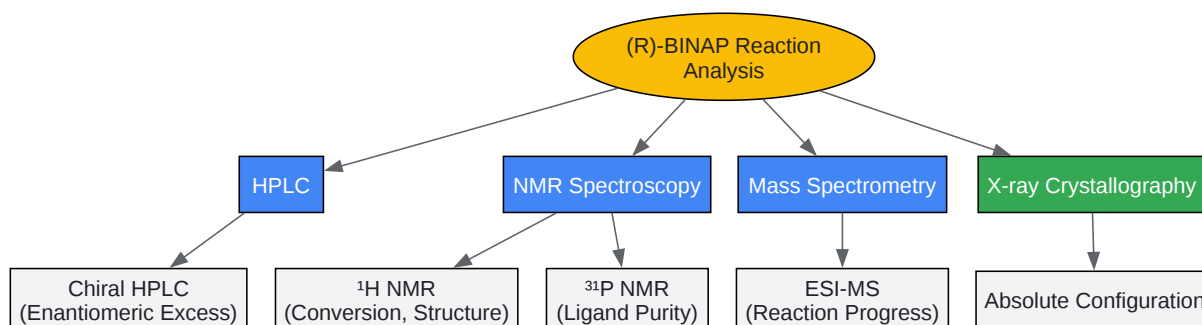 (R)-BINAP Reaction
Analysis
HPLC
NMR Spectroscopy
Mass Spectrometry
X-ray Crystallography
Chiral HPLC
(Enantiomeric Excess)
¹H NMR
(Conversion, Structure)
³¹P NMR
(Ligand Purity)
ESI-MS
(Reaction Progress)
Absolute Configuration